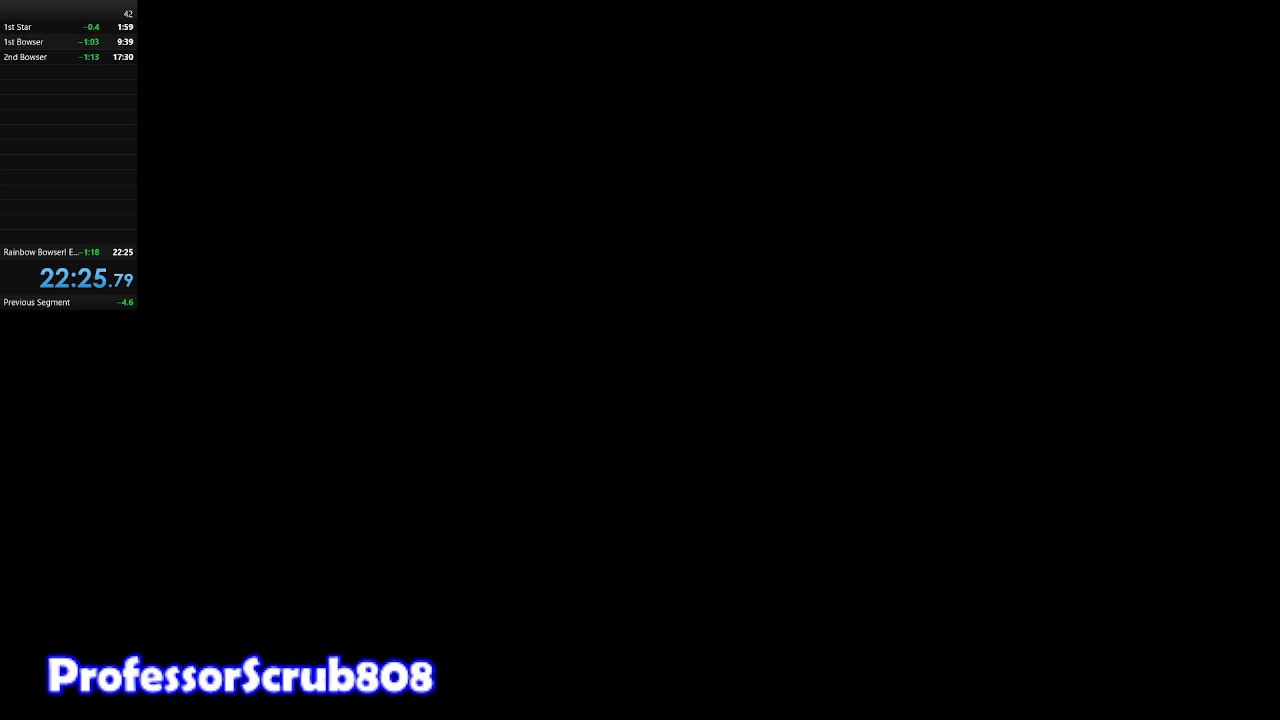 42
1st Star −0.4 1:59
1st Bowser −1:03 9:39
2nd Bowser −1:13 17:30
Rainbow Bowser! E... −1:18 22:25
22:25.79
Previous Segment −4.6
ProfessorScrub808